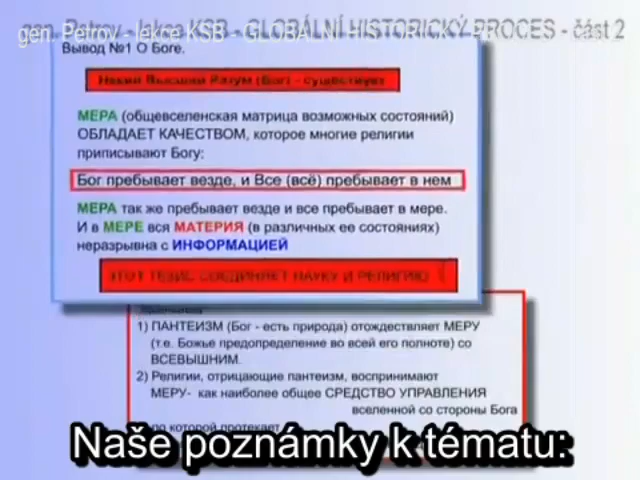 gen. Petrov - lekce KSB - GLOBÁLNÍ HISTORICKÝ PROCES - část 2
Вывод №1 О Боге.
Некий Высший Разум (Бог) - существует
МЕРА (общевселенская матрица возможных состояний)
ОБЛАДАЕТ КАЧЕСТВОМ, которое многие религии
приписывают Богу:
Бог пребывает везде, и Все (всё) пребывает в нем
МЕРА так же пребывает везде и все пребывает в мере.
И в МЕРЕ вся МАТЕРИЯ (в различных ее состояниях)
неразрывна с ИНФОРМАЦИЕЙ
ЭТОТ ТЕЗИС СОЕДИНЯЕТ НАУКУ И РЕЛИГИЮ
1) ПАНТЕИЗМ (Бог - есть природа) отождествляет МЕРУ
(т.е. Божье предопределение во всей его полноте) со
ВСЕВЫШНИМ.
2) Религии, отрицающие пантеизм, воспринимают
МЕРУ- как наиболее общее СРЕДСТВО УПРАВЛЕНИЯ
вселенной со стороны Бога
по которой протекает
Naše poznámky k tématu: